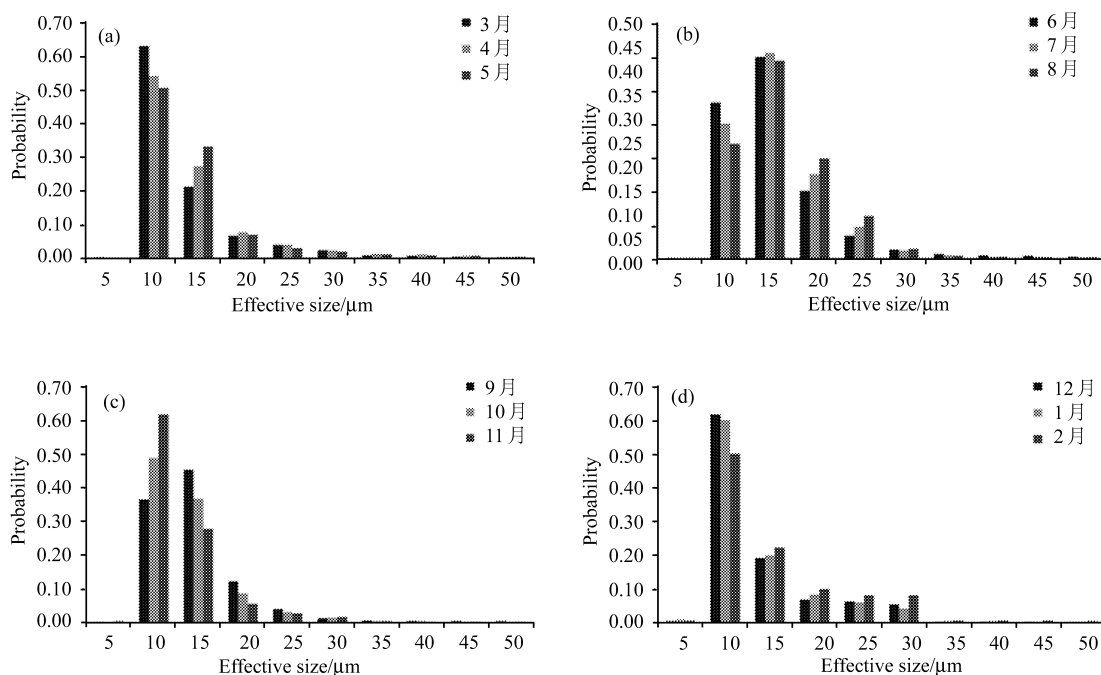 (a)
3月
4月
5月
0.70
0.60
0.50
0.40
0.30
0.20
0.10
0.00
Probability
5 10 15 20 25 30 35 40 45 50
Effective size/μm
(b)
6月
7月
8月
0.50
0.45
0.40
0.35
0.30
0.25
0.20
0.15
0.10
0.05
0.00
Probability
5 10 15 20 25 30 35 40 45 50
Effective size/μm
(c)
9月
10月
11月
0.70
0.60
0.50
0.40
0.30
0.20
0.10
0.00
Probability
5 10 15 20 25 30 35 40 45 50
Effective size/μm
(d)
12月
1月
2月
0.70
0.60
0.50
0.40
0.30
0.20
0.10
0.00
Probability
5 10 15 20 25 30 35 40 45 50
Effective size/μm